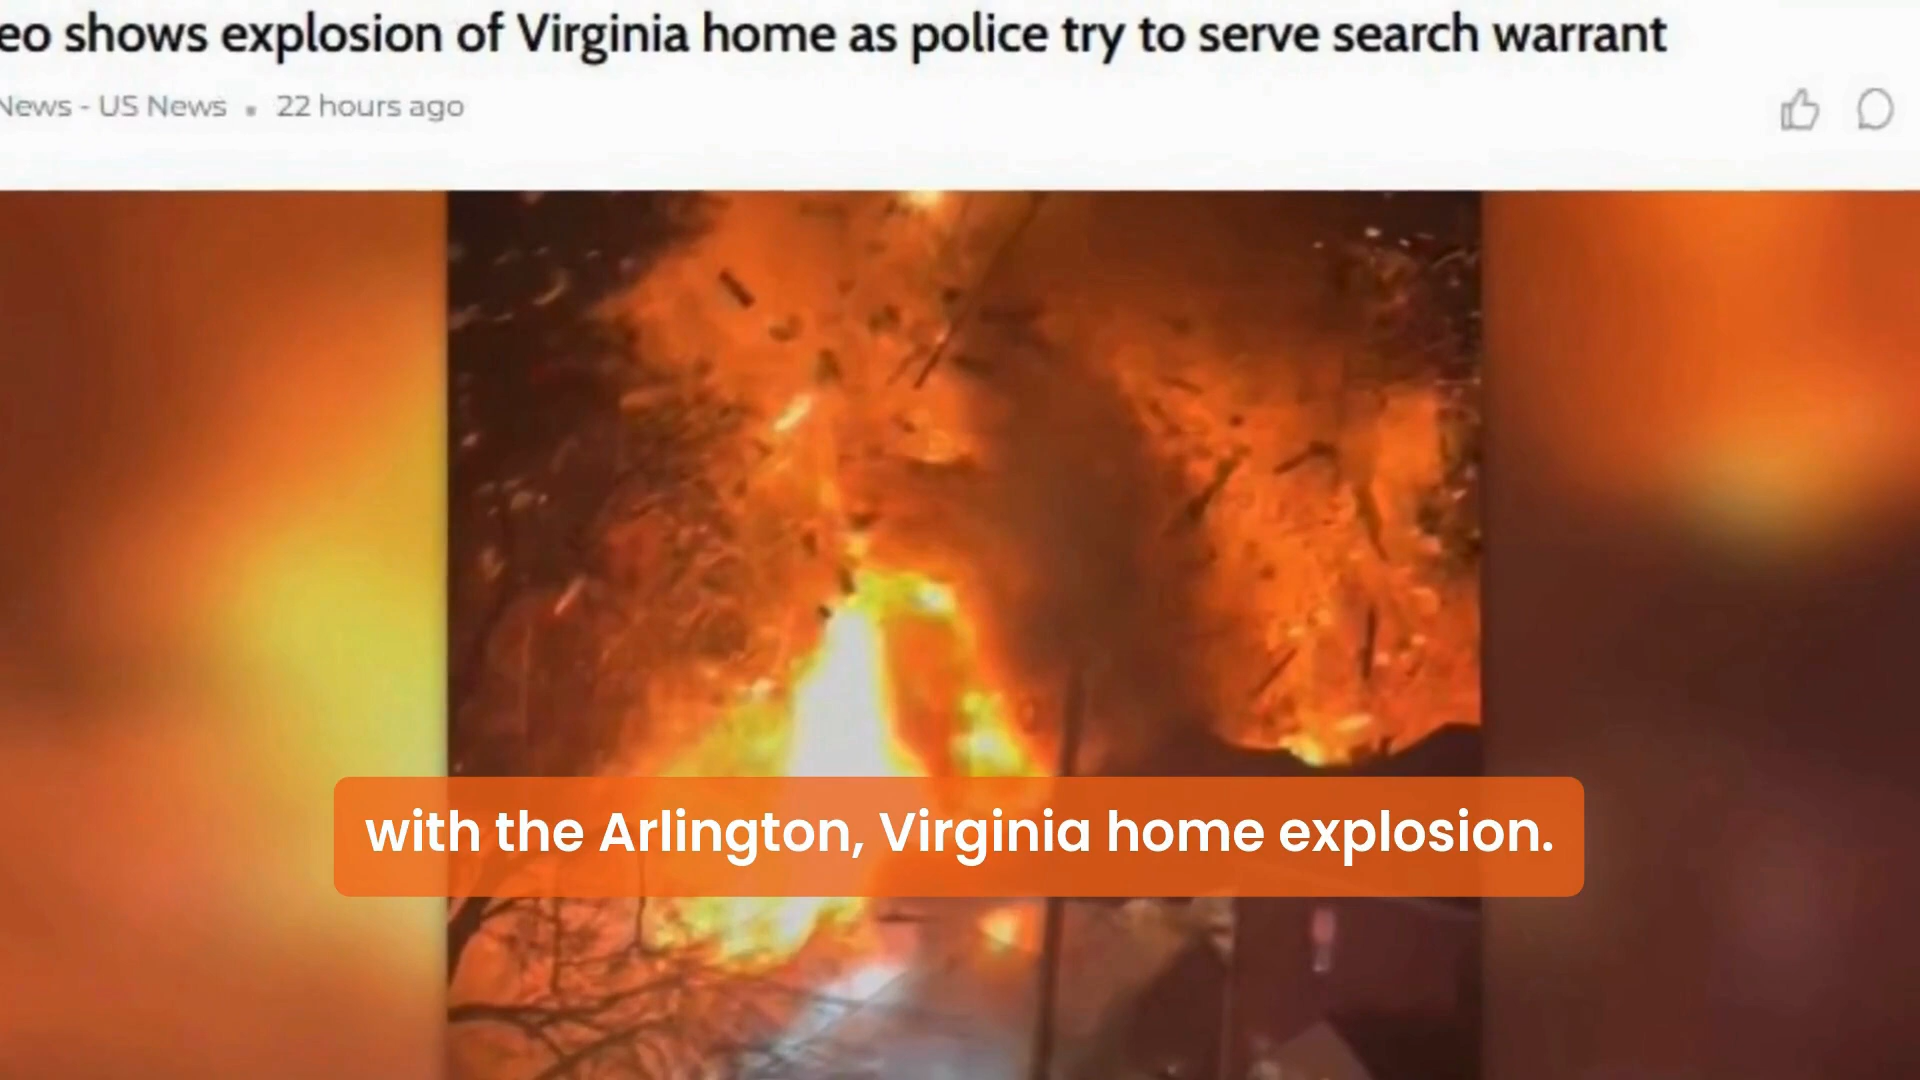 eo shows explosion of Virginia home as police try to serve search warrant
News - US News • 22 hours ago
with the Arlington, Virginia home explosion.